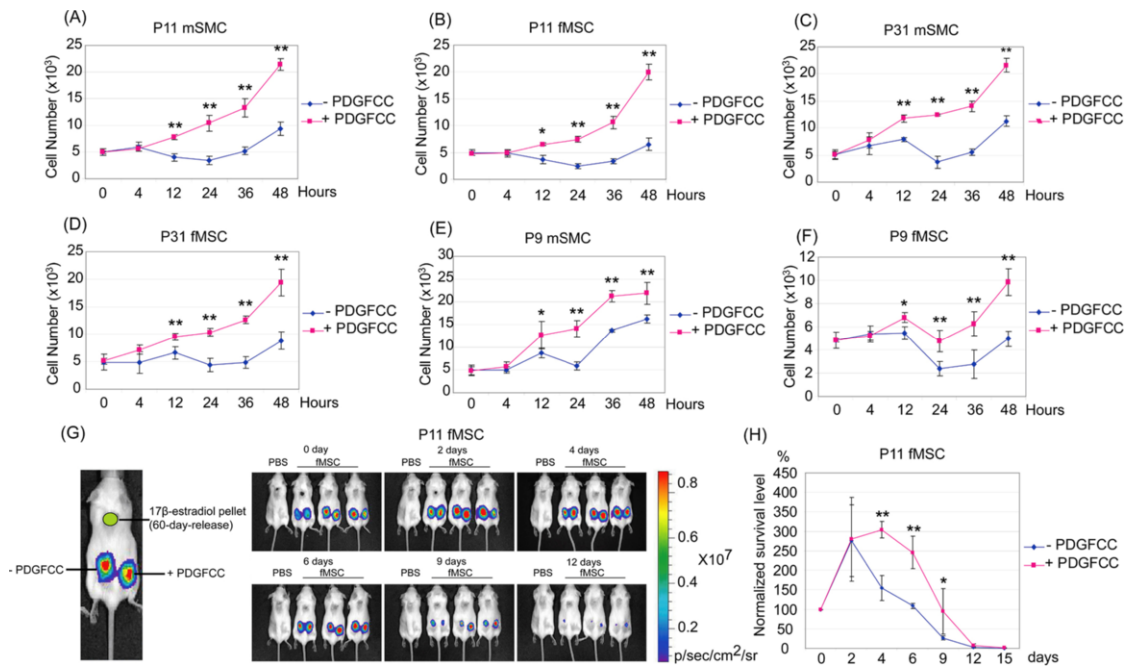 (A)
P11 mSMC
Cell Number (x10³)
25
20
15
10
5
0
** ** ** **
- PDGFCC
+ PDGFCC
0 4 12 24 36 48 Hours
(B)
P11 fMSC
Cell Number (x10³)
25
20
15
10
5
0
* ** ** **
- PDGFCC
+ PDGFCC
0 4 12 24 36 48 Hours
(C)
P31 mSMC
Cell Number (x10³)
25
20
15
10
5
0
** ** ** **
- PDGFCC
+ PDGFCC
0 4 12 24 36 48 Hours
(D)
P31 fMSC
Cell Number (x10³)
25
20
15
10
5
0
** ** ** **
- PDGFCC
+ PDGFCC
0 4 12 24 36 48 Hours
(E)
P9 mSMC
Cell Number (x10³)
30
25
20
15
10
5
0
* ** ** **
- PDGFCC
+ PDGFCC
0 4 12 24 36 48 Hours
(F)
P9 fMSC
Cell Number (x10³)
12
10
8
6
4
2
0
* ** ** **
- PDGFCC
+ PDGFCC
0 4 12 24 36 48 Hours
(G)
17β-estradiol pellet
(60-day-release)
- PDGFCC
+ PDGFCC
P11 fMSC
0 day
PBS fMSC
2 days
PBS fMSC
4 days
PBS fMSC
6 days
PBS fMSC
9 days
PBS fMSC
12 days
PBS fMSC
0.8
0.6
X10⁷
0.4
0.2
p/sec/cm²/sr
(H)
P11 fMSC
%
Normalized survival level
450
400
350
300
250
200
150
100
50
0
** ** *
- PDGFCC
+ PDGFCC
0 2 4 6 9 12 15 days